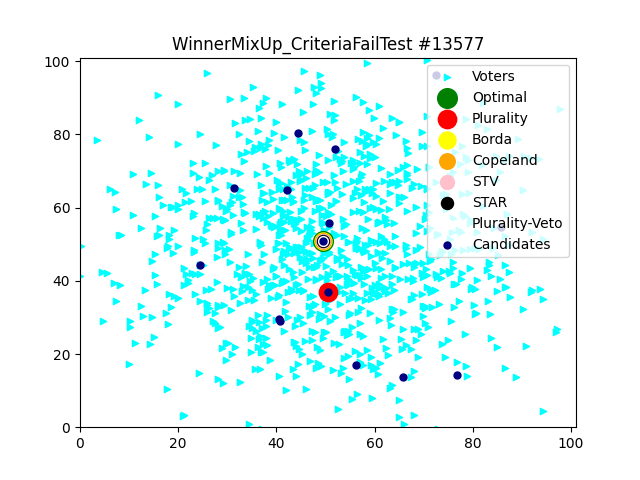 WinnerMixUp_CriteriaFailTest #13577
100
80
60
40
20
0
0
20
40
60
80
100
Voters
Optimal
Plurality
Borda
Copeland
STV
STAR
Plurality-Veto
Candidates